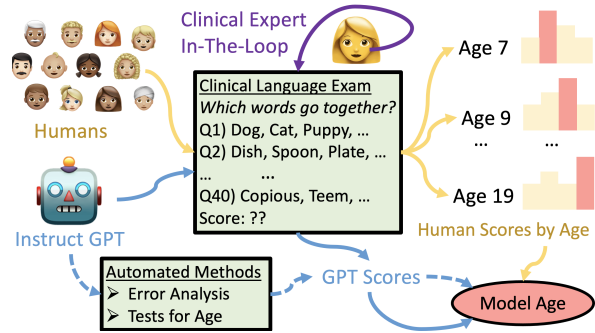 Clinical Expert
In-The-Loop
Clinical Language Exam
Which words go together?
Q1) Dog, Cat, Puppy, ...
Q2) Dish, Spoon, Plate, ...
... ...
Q40) Copious, Teem, ...
Score: ??
Humans
Instruct GPT
Age 7
Age 9
... ...
Age 19
Human Scores by Age
Automated Methods
➢ Error Analysis
➢ Tests for Age
GPT Scores
Model Age